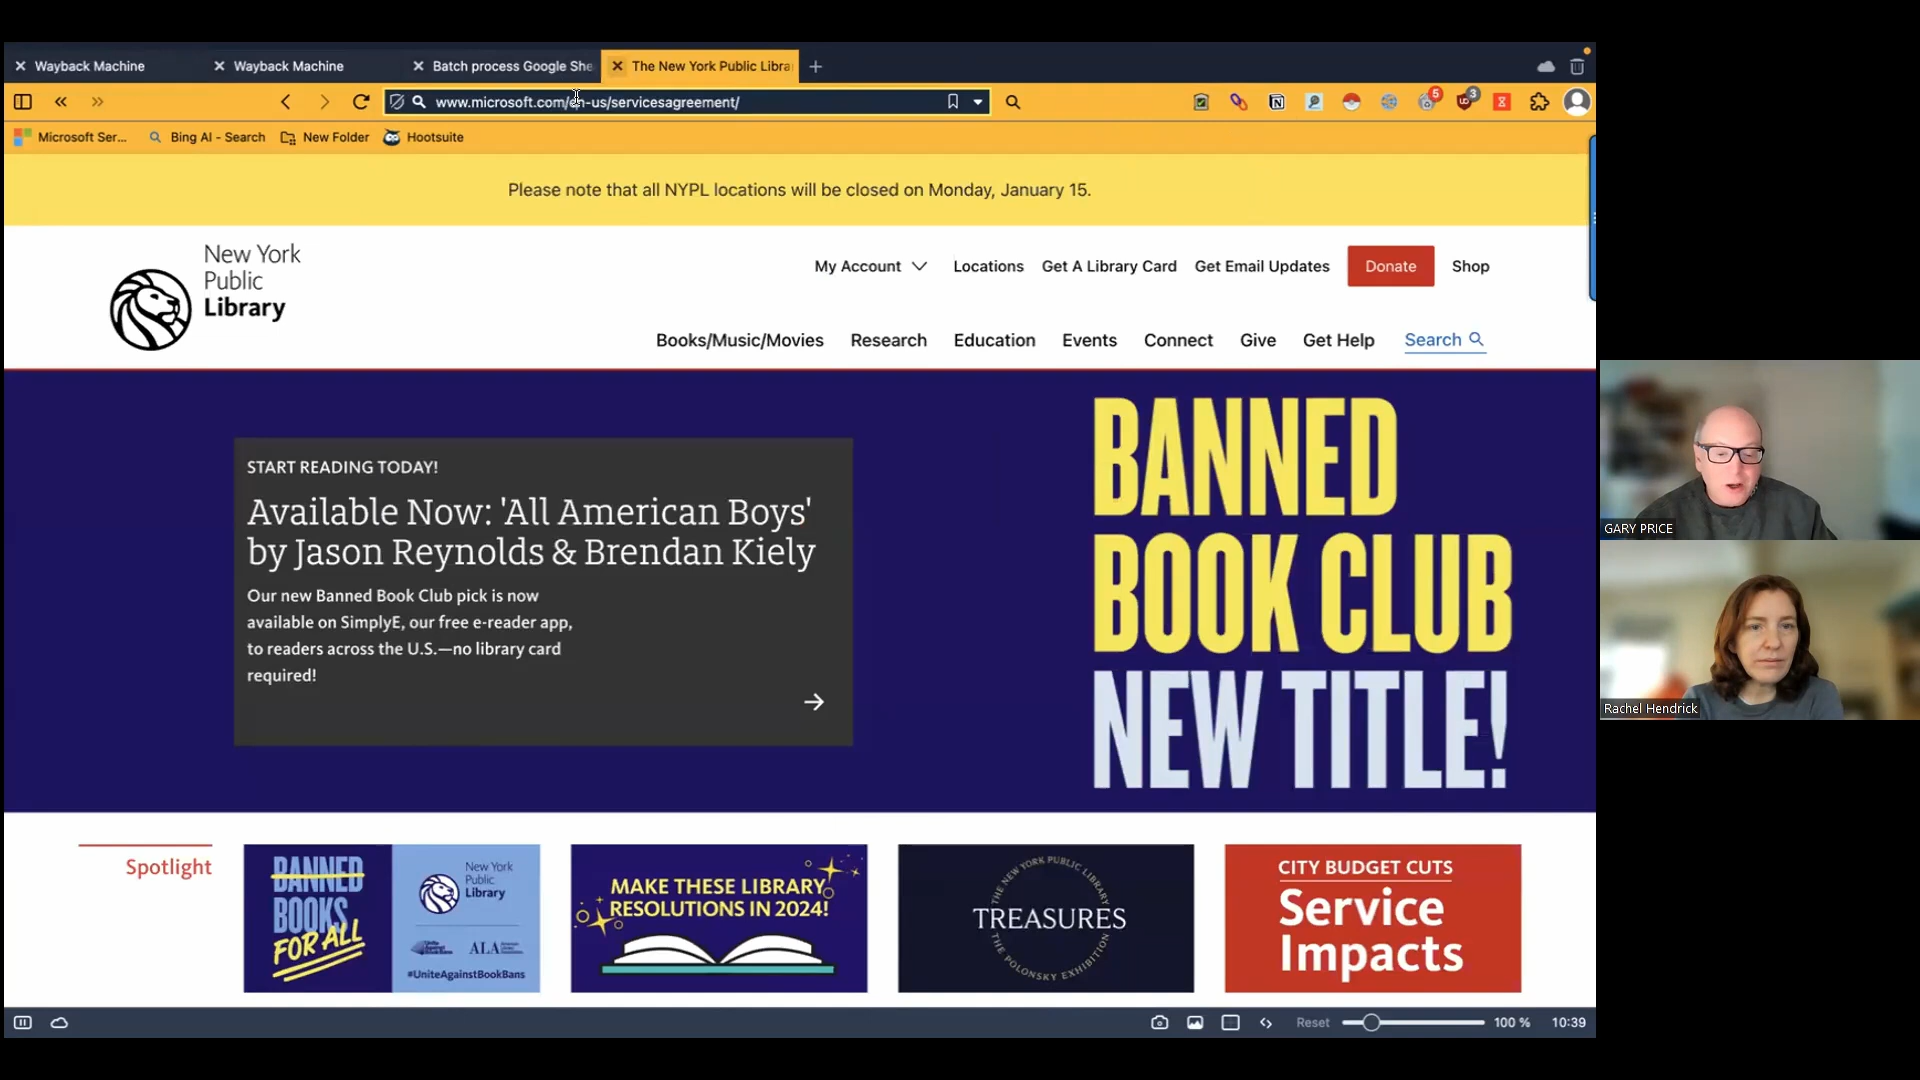 Wayback Machine
Wayback Machine
Batch process Google She
The New York Public Libra
www.microsoft.com/en-us/servicesagreement/
5
3
Microsoft Ser...
Bing AI - Search
New Folder
Hootsuite
Please note that all NYPL locations will be closed on Monday, January 15.
New York
Public
Library
My Account
Locations
Get A Library Card
Get Email Updates
Donate
Shop
Books/Music/Movies
Research
Education
Events
Connect
Give
Get Help
Search
START READING TODAY!
Available Now: 'All American Boys'
by Jason Reynolds & Brendan Kiely
Our new Banned Book Club pick is now
available on SimplyE, our free e-reader app,
to readers across the U.S.—no library card
required!
BANNED
BOOK CLUB
NEW TITLE!
Spotlight
BANNED
BOOKS
FOR ALL
New York
Public
Library
ALA
#UniteAgainstBookBans
MAKE THESE LIBRARY
RESOLUTIONS IN 2024!
THE NEW YORK PUBLIC LIBRARY
TREASURES
THE POLONSKY EXHIBITION
CITY BUDGET CUTS
Service
Impacts
Reset
100 %
10:39
GARY PRICE
Rachel Hendrick